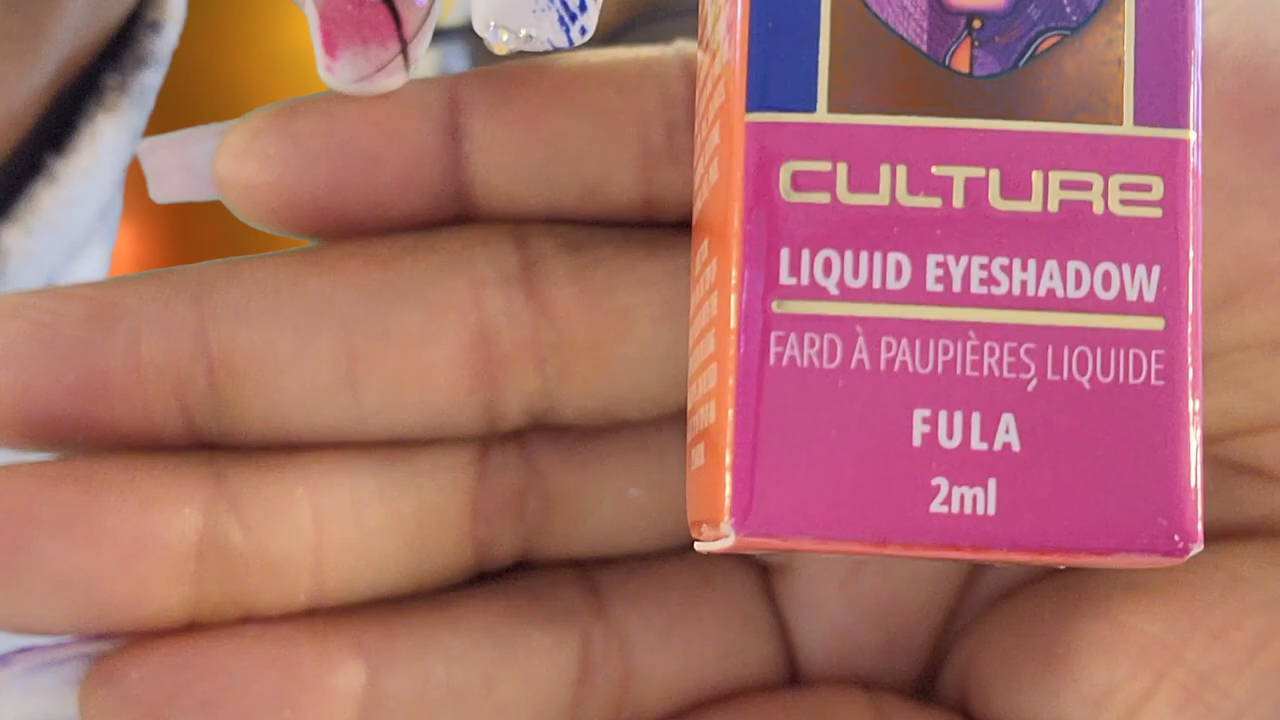 CULTURE
LIQUID EYESHADOW
FARD À PAUPIÈRES, LIQUIDE
FULA
2ml